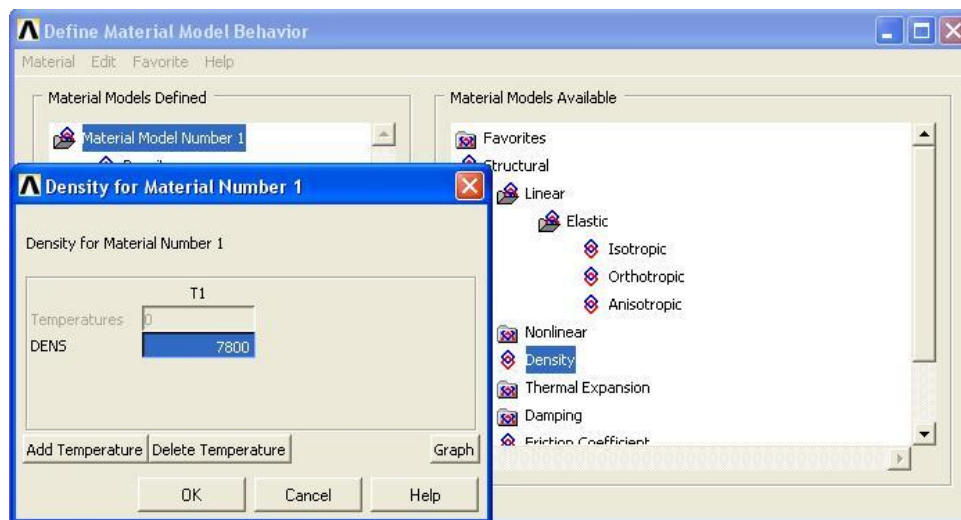 Define Material Model Behavior
Material Edit Favorite Help
Material Models Defined
Material Model Number 1
Material Models Available
Favorites
Structural
Linear
Elastic
Isotropic
Orthotropic
Anisotropic
Nonlinear
Density
Thermal Expansion
Damping
Friction Coefficient
Density for Material Number 1
Density for Material Number 1
T1
Temperatures 0
DENS 7800
Add Temperature Delete Temperature Graph
OK Cancel Help